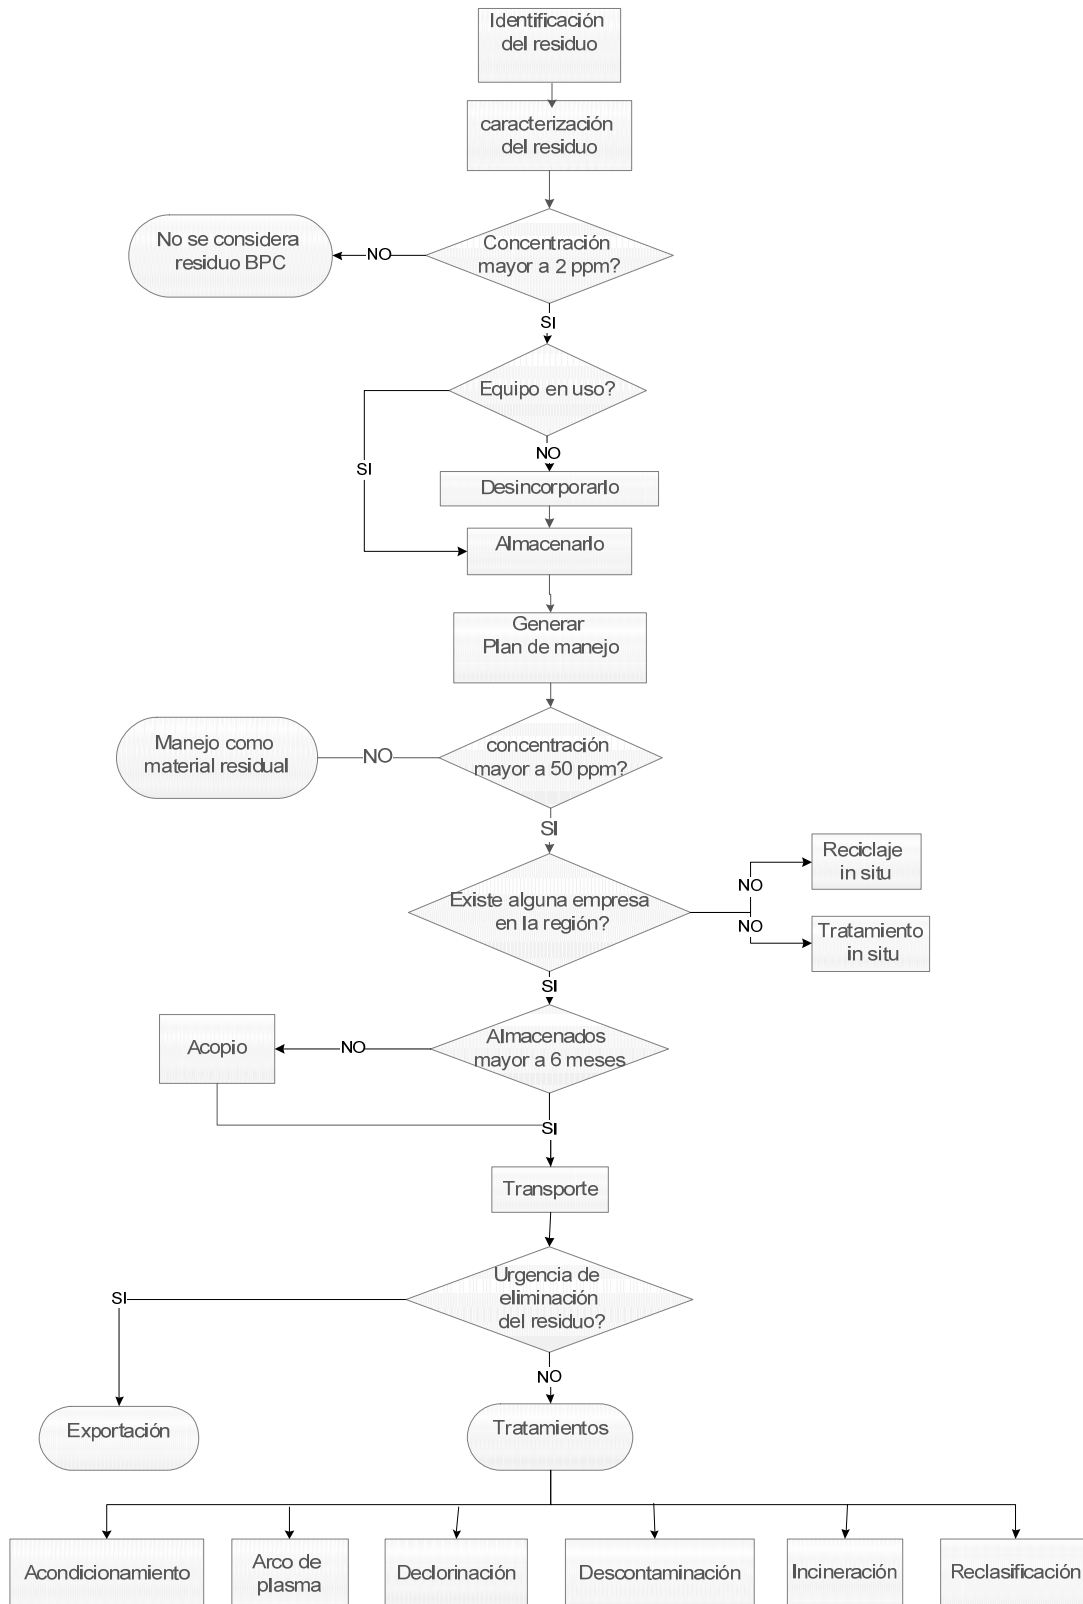 Identificación
del residuo
caracterización
del residuo
Concentración
mayor a 2 ppm?
NO
No se considera
residuo BPC
SI
Equipo en uso?
SI
NO
Desincorporarlo
Almacenarlo
Generar
Plan de manejo
concentración
mayor a 50 ppm?
NO
Manejo como
material residual
SI
Existe alguna empresa
en la región?
NO
Reciclaje
in situ
NO
Tratamiento
in situ
SI
Almacenados
mayor a 6 meses
NO
Acopio
SI
Transporte
Urgencia de
eliminación
del residuo?
SI
NO
Exportación
Tratamientos
Acondicionamiento
Arco de
plasma
Declorinación
Descontaminación
Incineración
Reclasificación